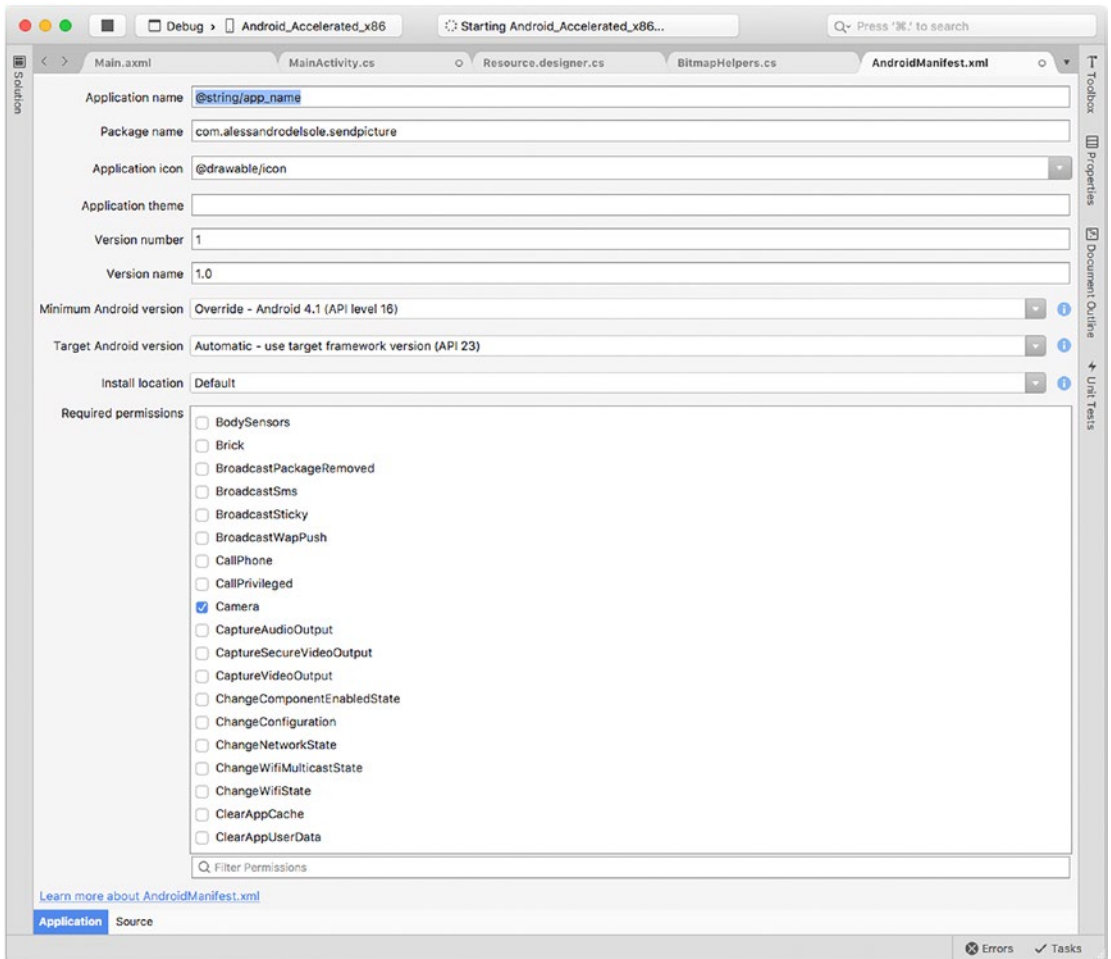 Debug › Android_Accelerated_x86
Starting Android_Accelerated_x86...
Press '⌘.' to search
Main.axml
MainActivity.cs
Resource.designer.cs
BitmapHelpers.cs
AndroidManifest.xml
Solution
Toolbox
Properties
Document Outline
Unit Tests
Application name @string/app_name
Package name com.alessandrodelsole.sendpicture
Application icon @drawable/icon
Application theme
Version number 1
Version name 1.0
Minimum Android version Override - Android 4.1 (API level 16)
Target Android version Automatic - use target framework version (API 23)
Install location Default
Required permissions
BodySensors
Brick
BroadcastPackageRemoved
BroadcastSms
BroadcastSticky
BroadcastWapPush
CallPhone
CallPrivileged
Camera
CaptureAudioOutput
CaptureSecureVideoOutput
CaptureVideoOutput
ChangeComponentEnabledState
ChangeConfiguration
ChangeNetworkState
ChangeWifiMulticastState
ChangeWifiState
ClearAppCache
ClearAppUserData
Filter Permissions
Learn more about AndroidManifest.xml
Application Source
Errors Tasks